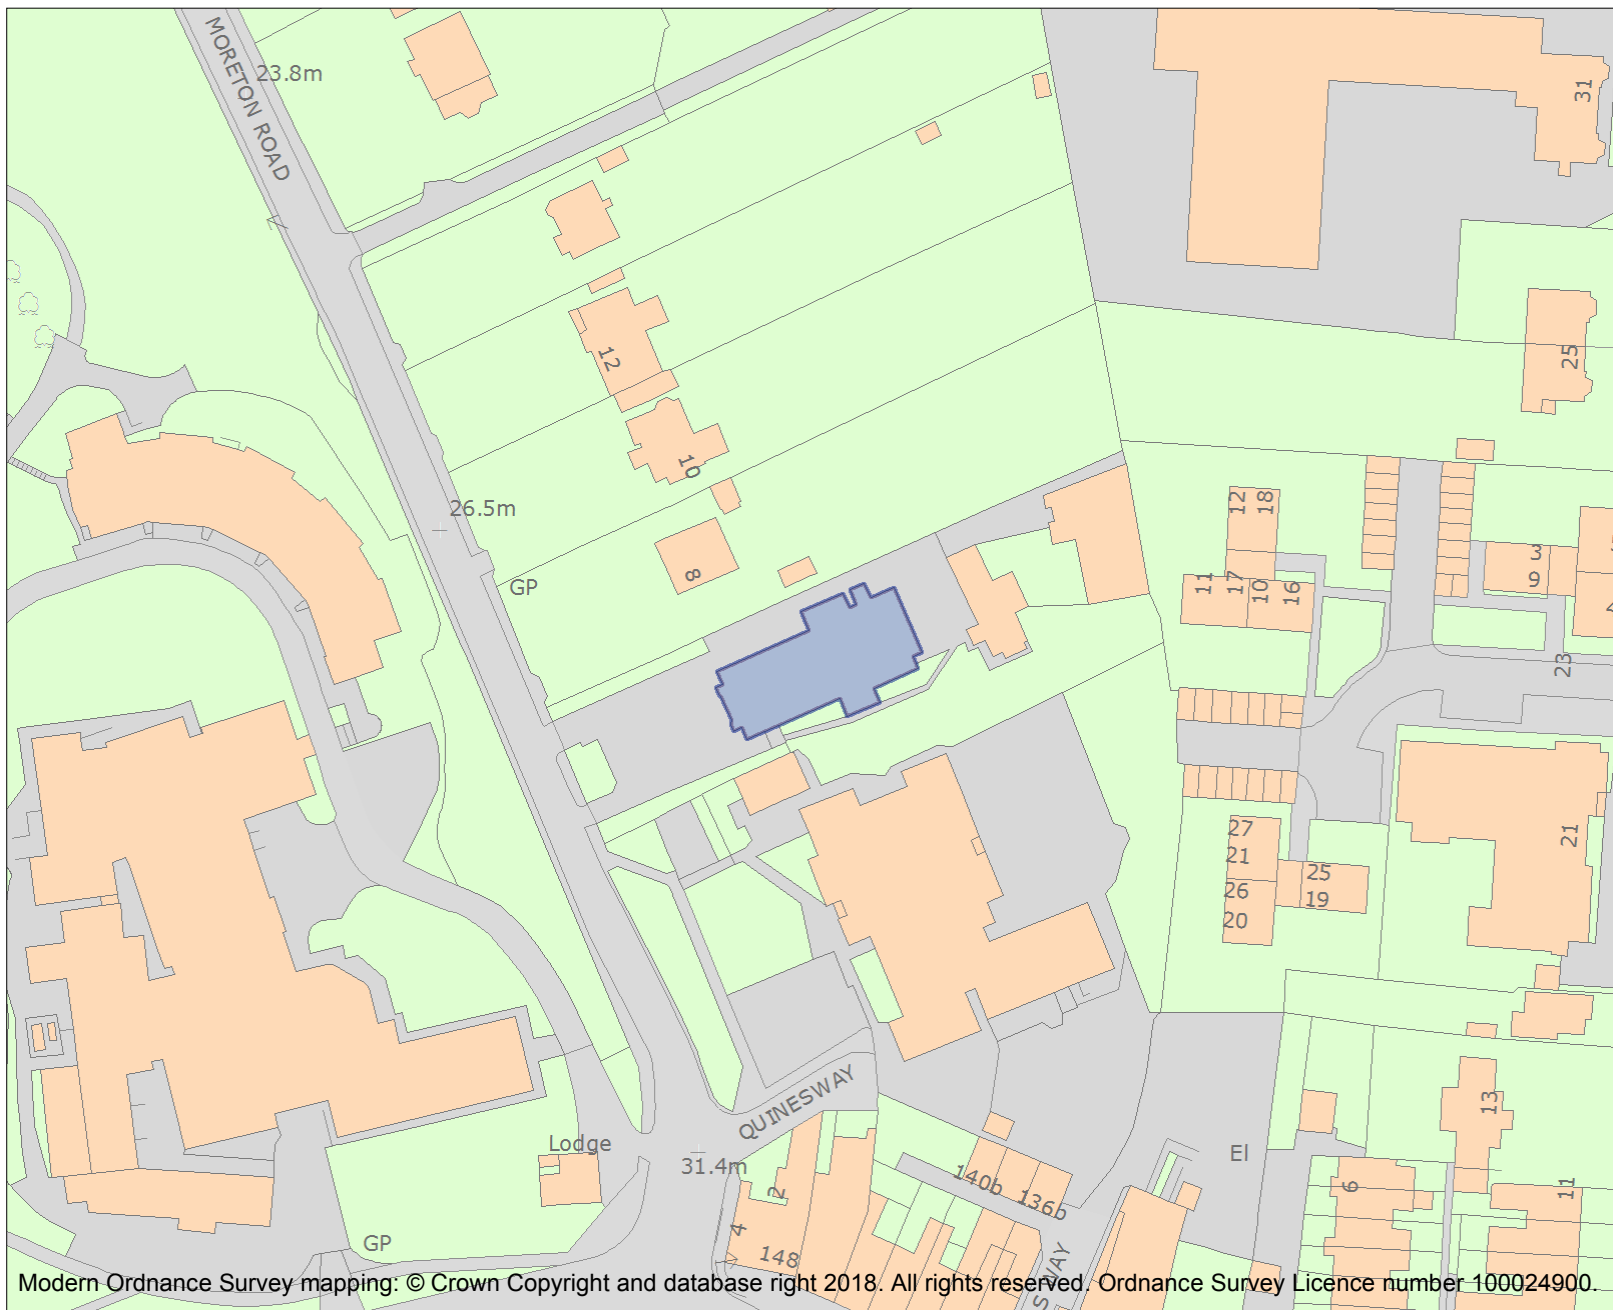 MORETON ROAD
23.8m
31
12
25
10
26.5m
GP
8
12
18
11
17
10
16
3
9
23
27
21
26
20
25
19
21
QUINESWAY
Lodge
31.4m
2
4
148
140b
136b
El
13
6
11
GP
S WAY
Modern Ordnance Survey mapping: © Crown Copyright and database right 2018. All rights reserved. Ordnance Survey Licence number 100024900.